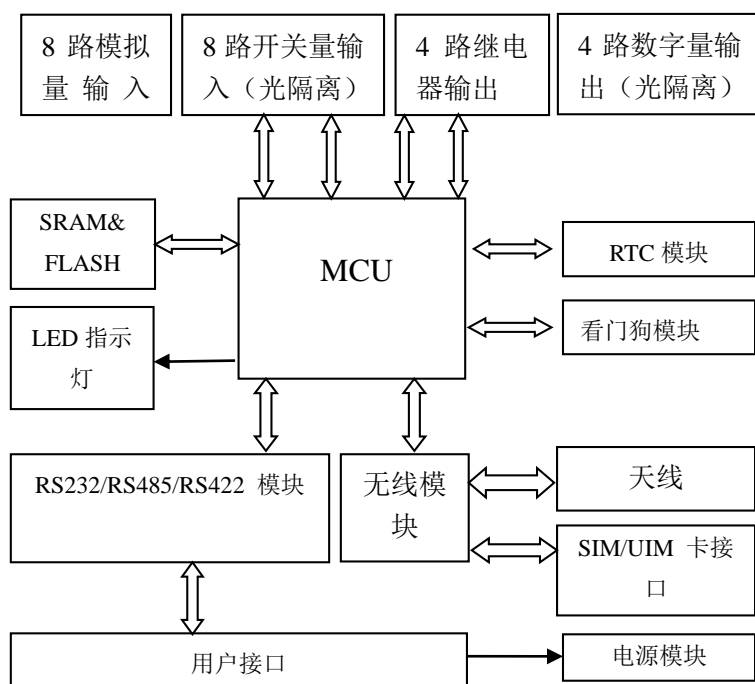 8 路模拟
量 输 入
8 路开关量输
入（光隔离）
4 路继电
器输出
4 路数字量输
出（光隔离）
SRAM&
FLASH
MCU
RTC 模块
LED 指示
灯
看门狗模块
RS232/RS485/RS422 模块
无线模
块
天线
SIM/UIM 卡接
口
用户接口
电源模块